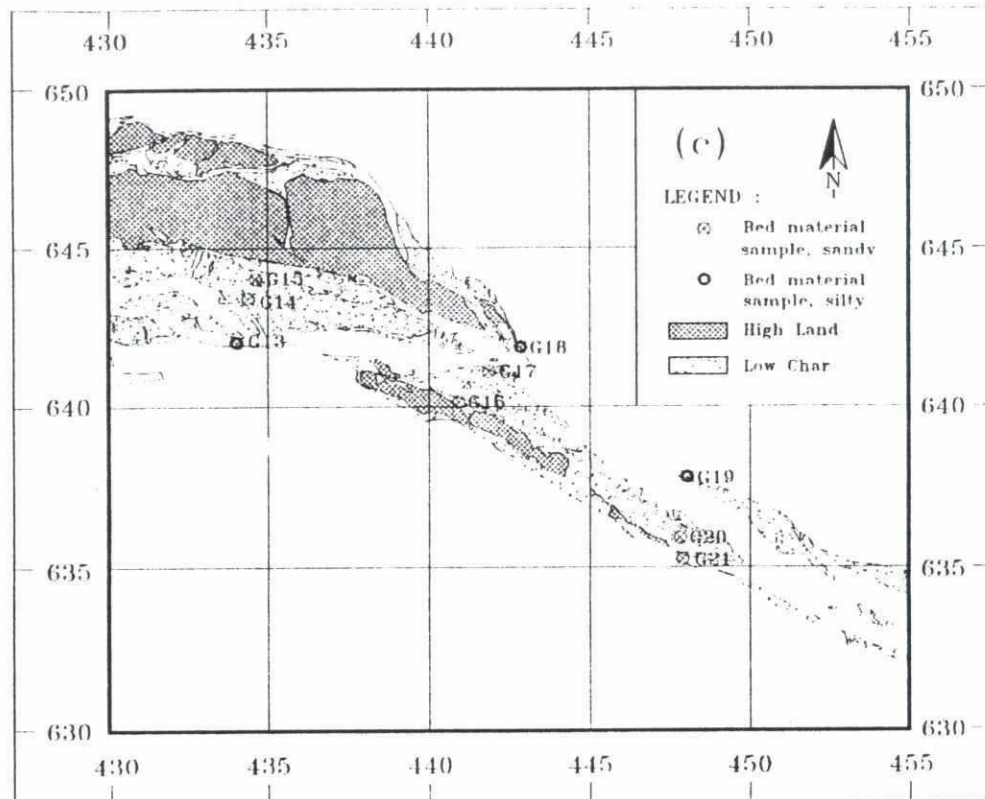 430 435 440 445 450 455
650 650
(c)
N
LEGEND :
Bed material
sample, sandy
Bed material
sample, silty
High Land
Low Char
645 645
G15
G14
G13
G18
G17
G16
640 640
G19
G20
G21
635 635
630 630
430 435 440 445 450 455